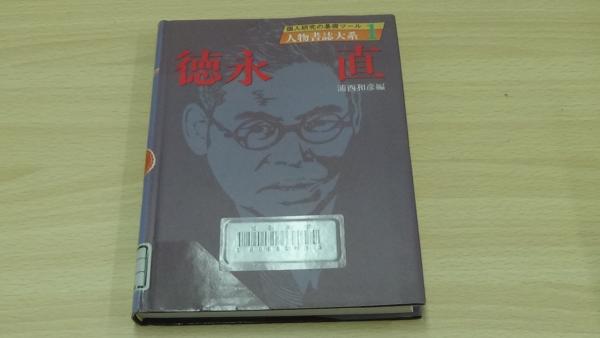 個人研究の基礎ツール
人物書誌大系 1
徳永 直
浦西和彦編